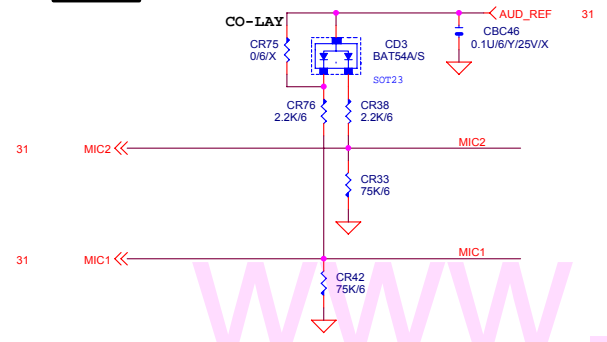 CO-LAY
AUD_REF 31
CR75
0/6/X
CD3
BAT54A/S
CBC46
0.1U/6/Y/25V/X
SOT23
CR76
2.2K/6
CR38
2.2K/6
31 MIC2 MIC2
CR33
75K/6
31 MIC1 MIC1
CR42
75K/6
WWW.